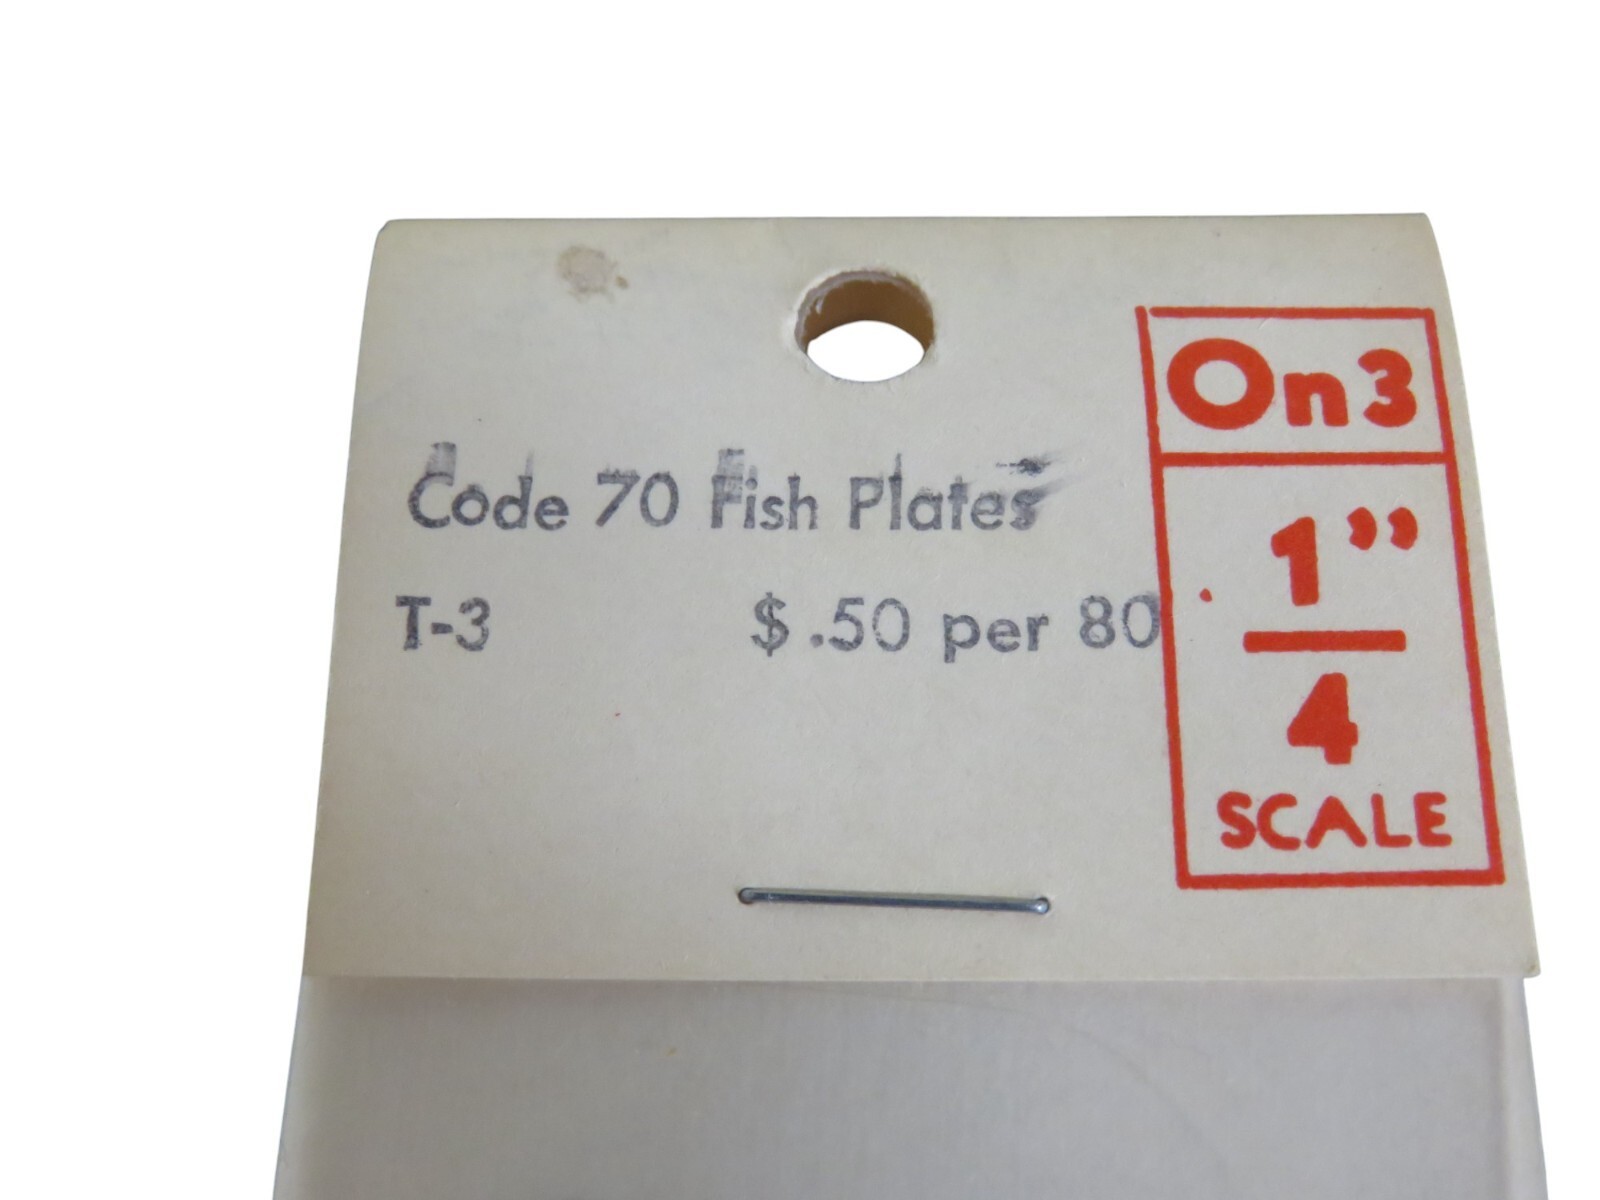 On3
Code 70 Fish Plates
T-3 $.50 per 80
1"
4
SCALE